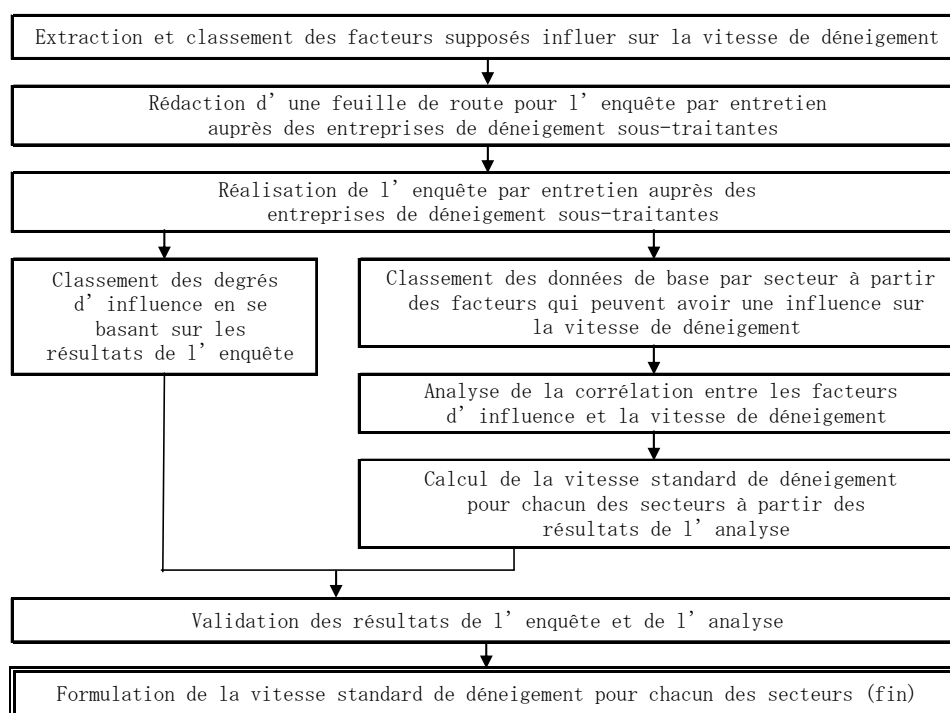 Extraction et classement des facteurs supposés influer sur la vitesse de déneigement
Rédaction d’une feuille de route pour l’enquête par entretien
auprès des entreprises de déneigement sous-traitantes
Réalisation de l’enquête par entretien auprès des
entreprises de déneigement sous-traitantes
Classement des degrés
d’influence en se
basant sur les
résultats de l’enquête
Classement des données de base par secteur à partir
des facteurs qui peuvent avoir une influence sur
la vitesse de déneigement
Analyse de la corrélation entre les facteurs
d’influence et la vitesse de déneigement
Calcul de la vitesse standard de déneigement
pour chacun des secteurs à partir des
résultats de l’analyse
Validation des résultats de l’enquête et de l’analyse
Formulation de la vitesse standard de déneigement pour chacun des secteurs (fin)